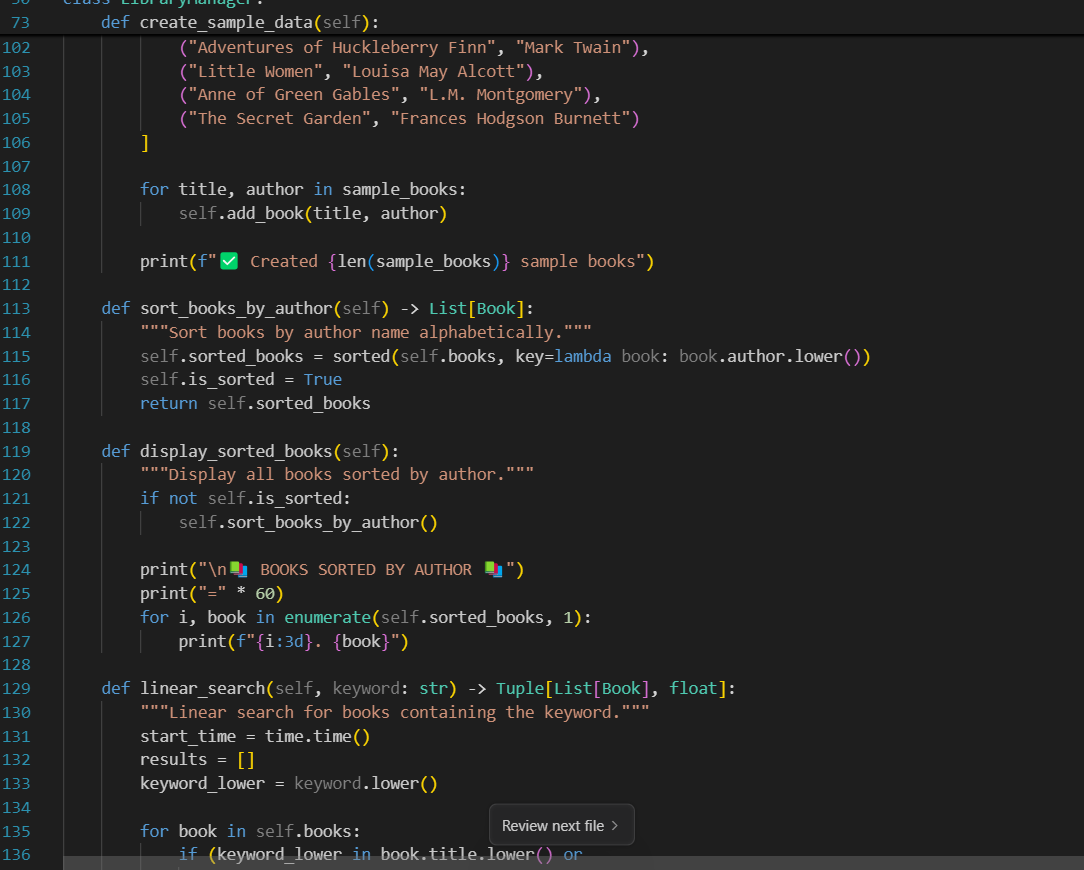 73 def create_sample_data(self):
102 ("Adventures of Huckleberry Finn", "Mark Twain"),
103 ("Little Women", "Louisa May Alcott"),
104 ("Anne of Green Gables", "L.M. Montgomery"),
105 ("The Secret Garden", "Frances Hodgson Burnett")
106 ]
107
108 for title, author in sample_books:
109 self.add_book(title, author)
110
111 print(f"✅ Created {len(sample_books)} sample books")
112
113 def sort_books_by_author(self) -> List[Book]:
114 """Sort books by author name alphabetically."""
115 self.sorted_books = sorted(self.books, key=lambda book: book.author.lower())
116 self.is_sorted = True
117 return self.sorted_books
118
119 def display_sorted_books(self):
120 """Display all books sorted by author."""
121 if not self.is_sorted:
122 self.sort_books_by_author()
123
124 print("\n📚 BOOKS SORTED BY AUTHOR 📚")
125 print("=" * 60)
126 for i, book in enumerate(self.sorted_books, 1):
127 print(f"{i:3d}. {book}")
128
129 def linear_search(self, keyword: str) -> Tuple[List[Book], float]:
130 """Linear search for books containing the keyword."""
131 start_time = time.time()
132 results = []
133 keyword_lower = keyword.lower()
134
135 for book in self.books:
136 if (keyword_lower in book.title.lower() or
Review next file >